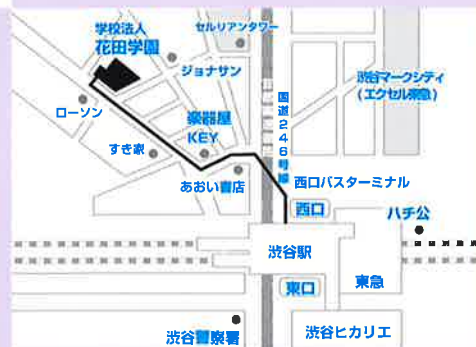 学校法人
花田学園
セルリアンタワー
ジョナサン
渋谷マークシティ
(エクセル東急)
ローソン
楽器屋
KEY
国道246号線
すき家
あおい書店
西口バスターミナル
西口
ハチ公
渋谷駅
東口
東急
渋谷警察署
渋谷ヒカリエ